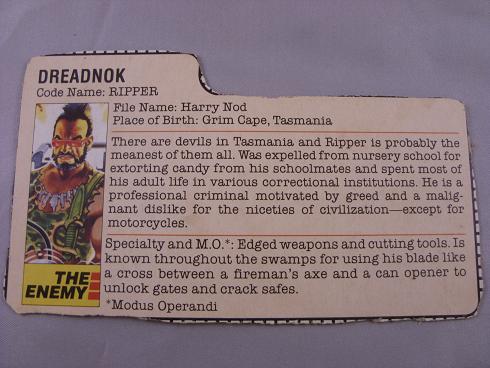 DREADNOK
Code Name: RIPPER
File Name: Harry Nod
Place of Birth: Grim Cape, Tasmania
There are devils in Tasmania and Ripper is probably the
meanest of them all. Was expelled from nursery school for
extorting candy from his schoolmates and spent most of
his adult life in various correctional institutions. He is a
professional criminal motivated by greed and a malig-
nant dislike for the niceties of civilization—except for
motorcycles.
Specialty and M.O.*: Edged weapons and cutting tools. Is
known throughout the swamps for using his blade like
a cross between a fireman's axe and a can opener to
unlock gates and crack safes.
*Modus Operandi
THE
ENEMY